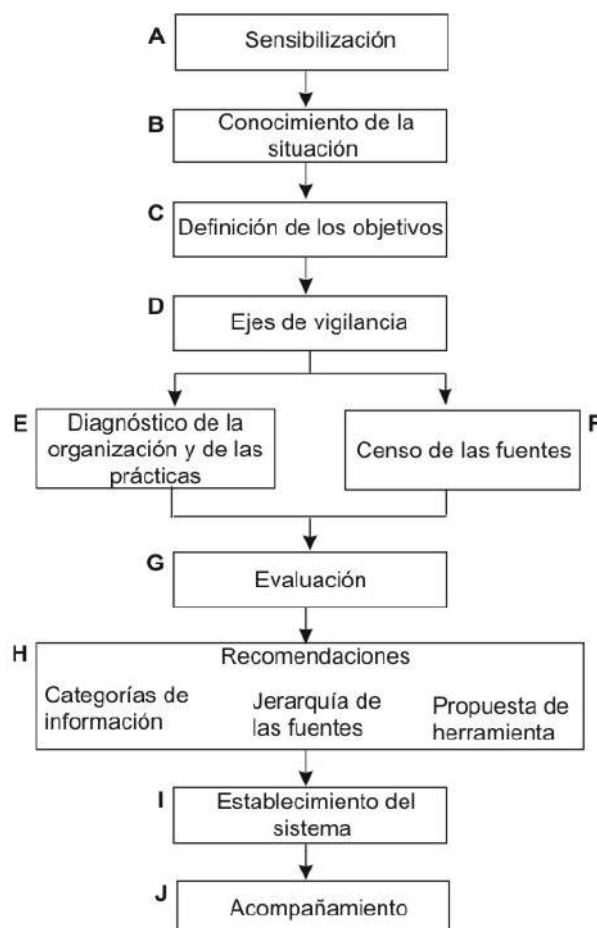 A
Sensibilización
B
Conocimiento de la
situación
C
Definición de los objetivos
D
Ejes de vigilancia
E
Diagnóstico de la
organización y de las
prácticas
F
Censo de las fuentes
G
Evaluación
H
Recomendaciones
Categorías de
información
Jerarquía de
las fuentes
Propuesta de
herramienta
I
Establecimiento del
sistema
J
Acompañamiento